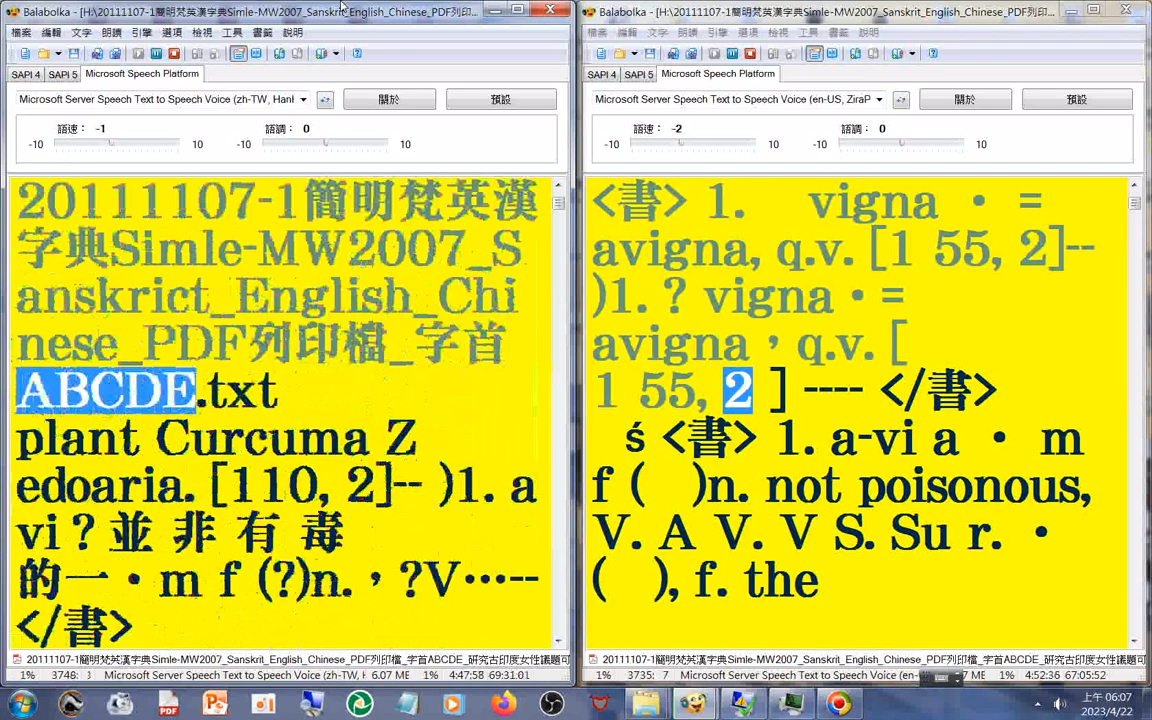 Balabolka - [H:\20111107-1簡明梵英漢字典Simle-MW2007_Sanskrit_English_Chinese_PDF列印...
檔案 編輯 文字 朗讀 引擎 選項 檢視 工具 書籤 說明
SAPI 4 SAPI 5 Microsoft Speech Platform
Microsoft Server Speech Text to Speech Voice (zh-TW, HanH
關於 預設
語速: -1 語調: 0
-10 10 -10 10
20111107-1簡明梵英漢
字典Simle-MW2007_S
anskrict_English_Chi
nese_PDF列印檔_字首
ABCDE.txt
plant Curcuma Z
edoaria. [110, 2]-- )1. a
vi ? 並 非 有 毒
的一・m f (?)n.，?V…--
</書>
20111107-1簡明梵英漢字典Simle-MW2007_Sanskrit_English_Chinese_PDF列印檔_字首ABCDE_研究古印度女性議題可
1% 3748: Microsoft Server Speech Text to Speech Voice (zh-TW, H 6.07 ME 1% 4:47:58 69:31:01
Balabolka - [H:\20111107-1簡明梵英漢字典Simle-MW2007_Sanskrit_English_Chinese_PDF列印...
檔案 編輯 文字 朗讀 引擎 選項 檢視 工具 書籤 說明
SAPI 4 SAPI 5 Microsoft Speech Platform
Microsoft Server Speech Text to Speech Voice (en-US, ZiraP
關於 預設
語速: -2 語調: 0
-10 10 -10 10
<書> 1. vigna ・ =
avigna, q.v. [1 55, 2]--
)1. ? vigna・=
avigna，q.v. [
1 55, 2 ] ---- </書>
ś <書> 1. a-vi a ・ m
f ( )n. not poisonous,
V. A V. V S. Su r. ・
( ), f. the
20111107-1簡明梵英漢字典Simle-MW2007_Sanskrit_English_Chinese_PDF列印檔_字首ABCDE_研究古印度女性議題可
1% 3735: 7 Microsoft Server Speech Text to Speech Voice (en- 1% 4:52:36 67:05:52
上午 06:07
2023/4/22